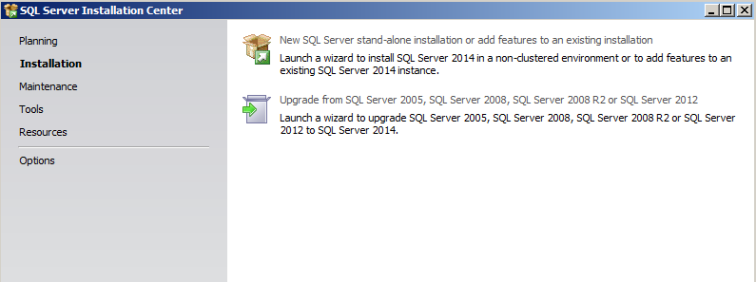 SQL Server Installation Center
Planning
Installation
Maintenance
Tools
Resources
Options
New SQL Server stand-alone installation or add features to an existing installation
Launch a wizard to install SQL Server 2014 in a non-clustered environment or to add features to an
existing SQL Server 2014 instance.
Upgrade from SQL Server 2005, SQL Server 2008, SQL Server 2008 R2 or SQL Server 2012
Launch a wizard to upgrade SQL Server 2005, SQL Server 2008, SQL Server 2008 R2 or SQL Server
2012 to SQL Server 2014.